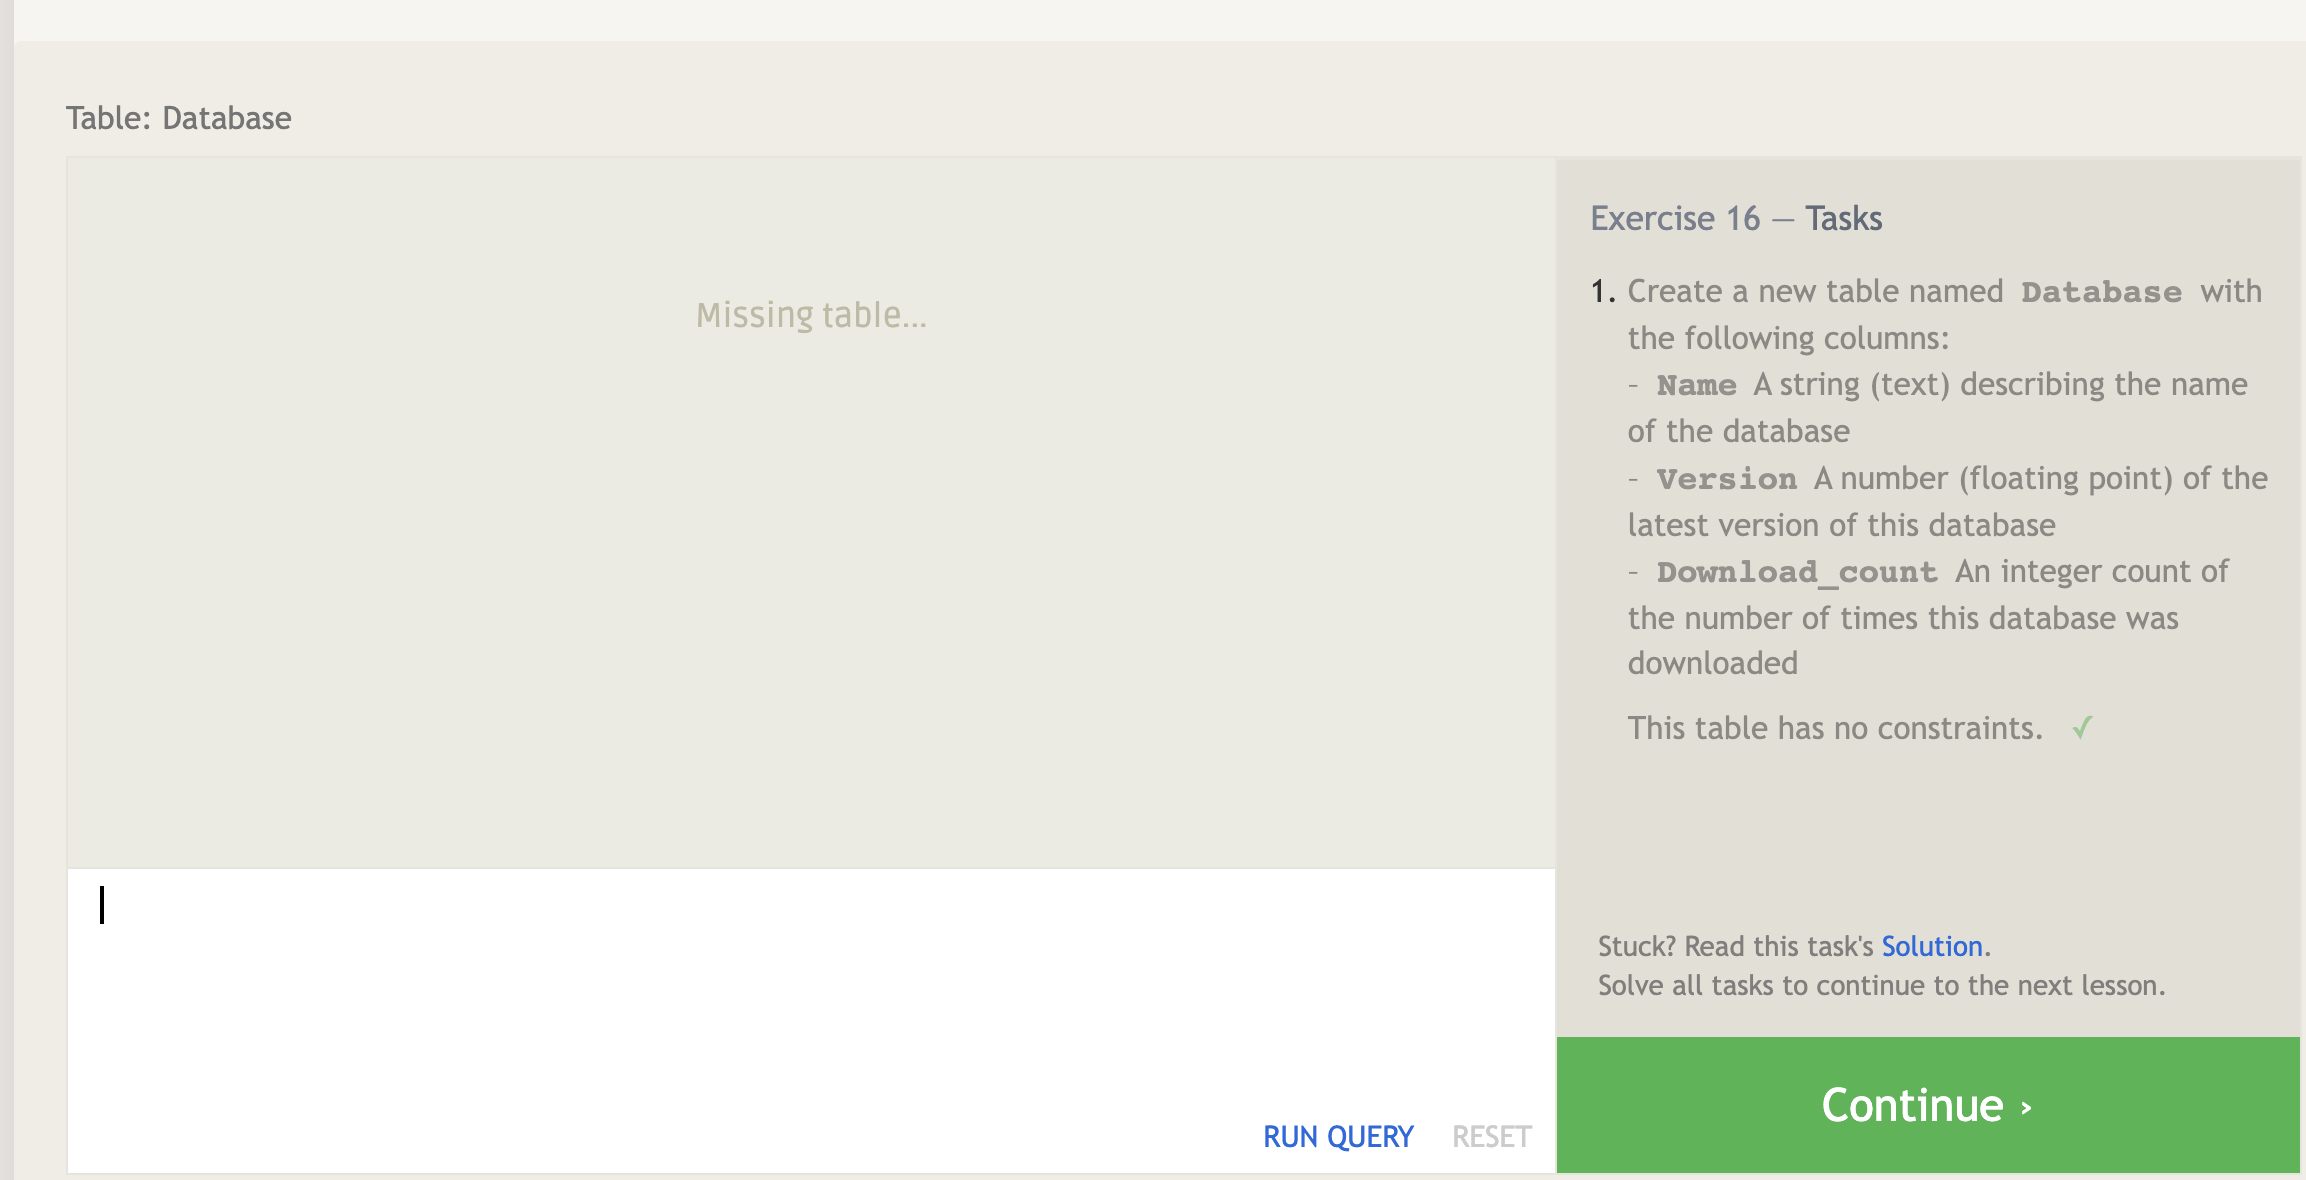 Table: Database
Missing table...
RUN QUERY RESET
Exercise 16 — Tasks
1. Create a new table named Database with
the following columns:
– Name A string (text) describing the name
of the database
– Version A number (floating point) of the
latest version of this database
– Download_count An integer count of
the number of times this database was
downloaded
This table has no constraints. ✓
Stuck? Read this task's Solution.
Solve all tasks to continue to the next lesson.
Continue ›